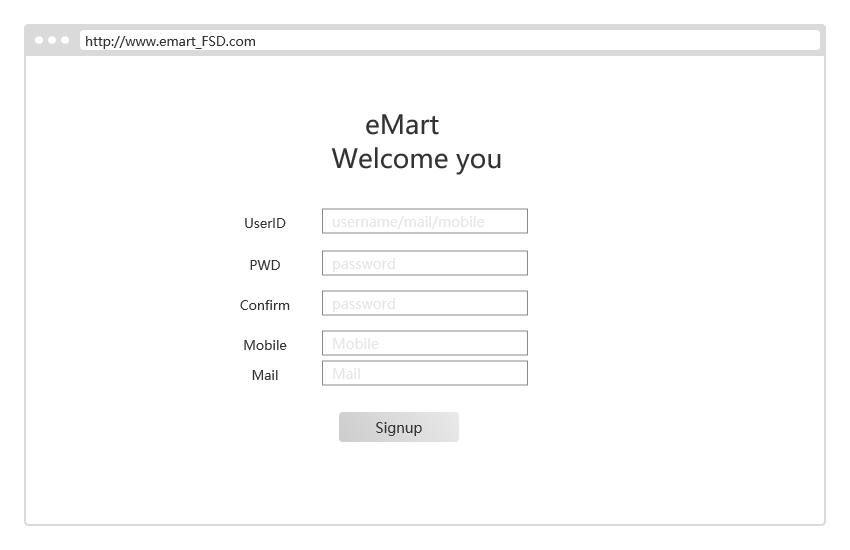 http://www.emart_FSD.com
eMart
Welcome you
UserID username/mail/mobile
PWD password
Confirm password
Mobile Mobile
Mail Mail
Signup